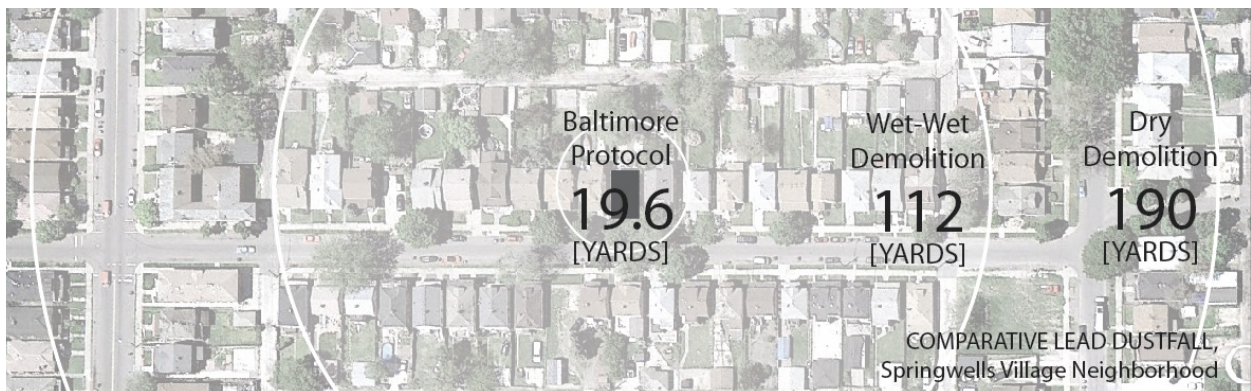 Baltimore
Protocol
19.6
[YARDS]
Wet-Wet
Demolition
112
[YARDS]
Dry
Demolition
190
[YARDS]
COMPARATIVE LEAD DUSTFALL,
Springwells Village Neighborhood